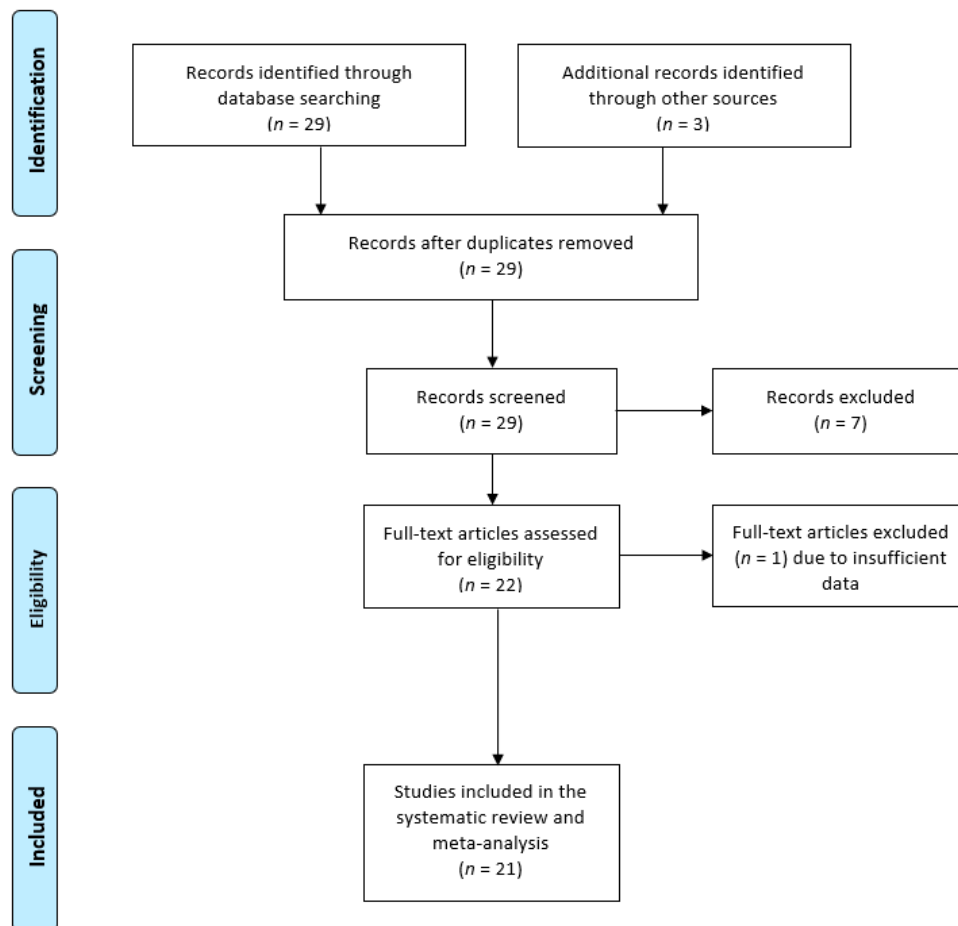 Identification
Records identified through
database searching
(n = 29)
Additional records identified
through other sources
(n = 3)
Records after duplicates removed
(n = 29)
Screening
Records screened
(n = 29)
Records excluded
(n = 7)
Eligibility
Full-text articles assessed
for eligibility
(n = 22)
Full-text articles excluded
(n = 1) due to insufficient
data
Included
Studies included in the
systematic review and
meta-analysis
(n = 21)